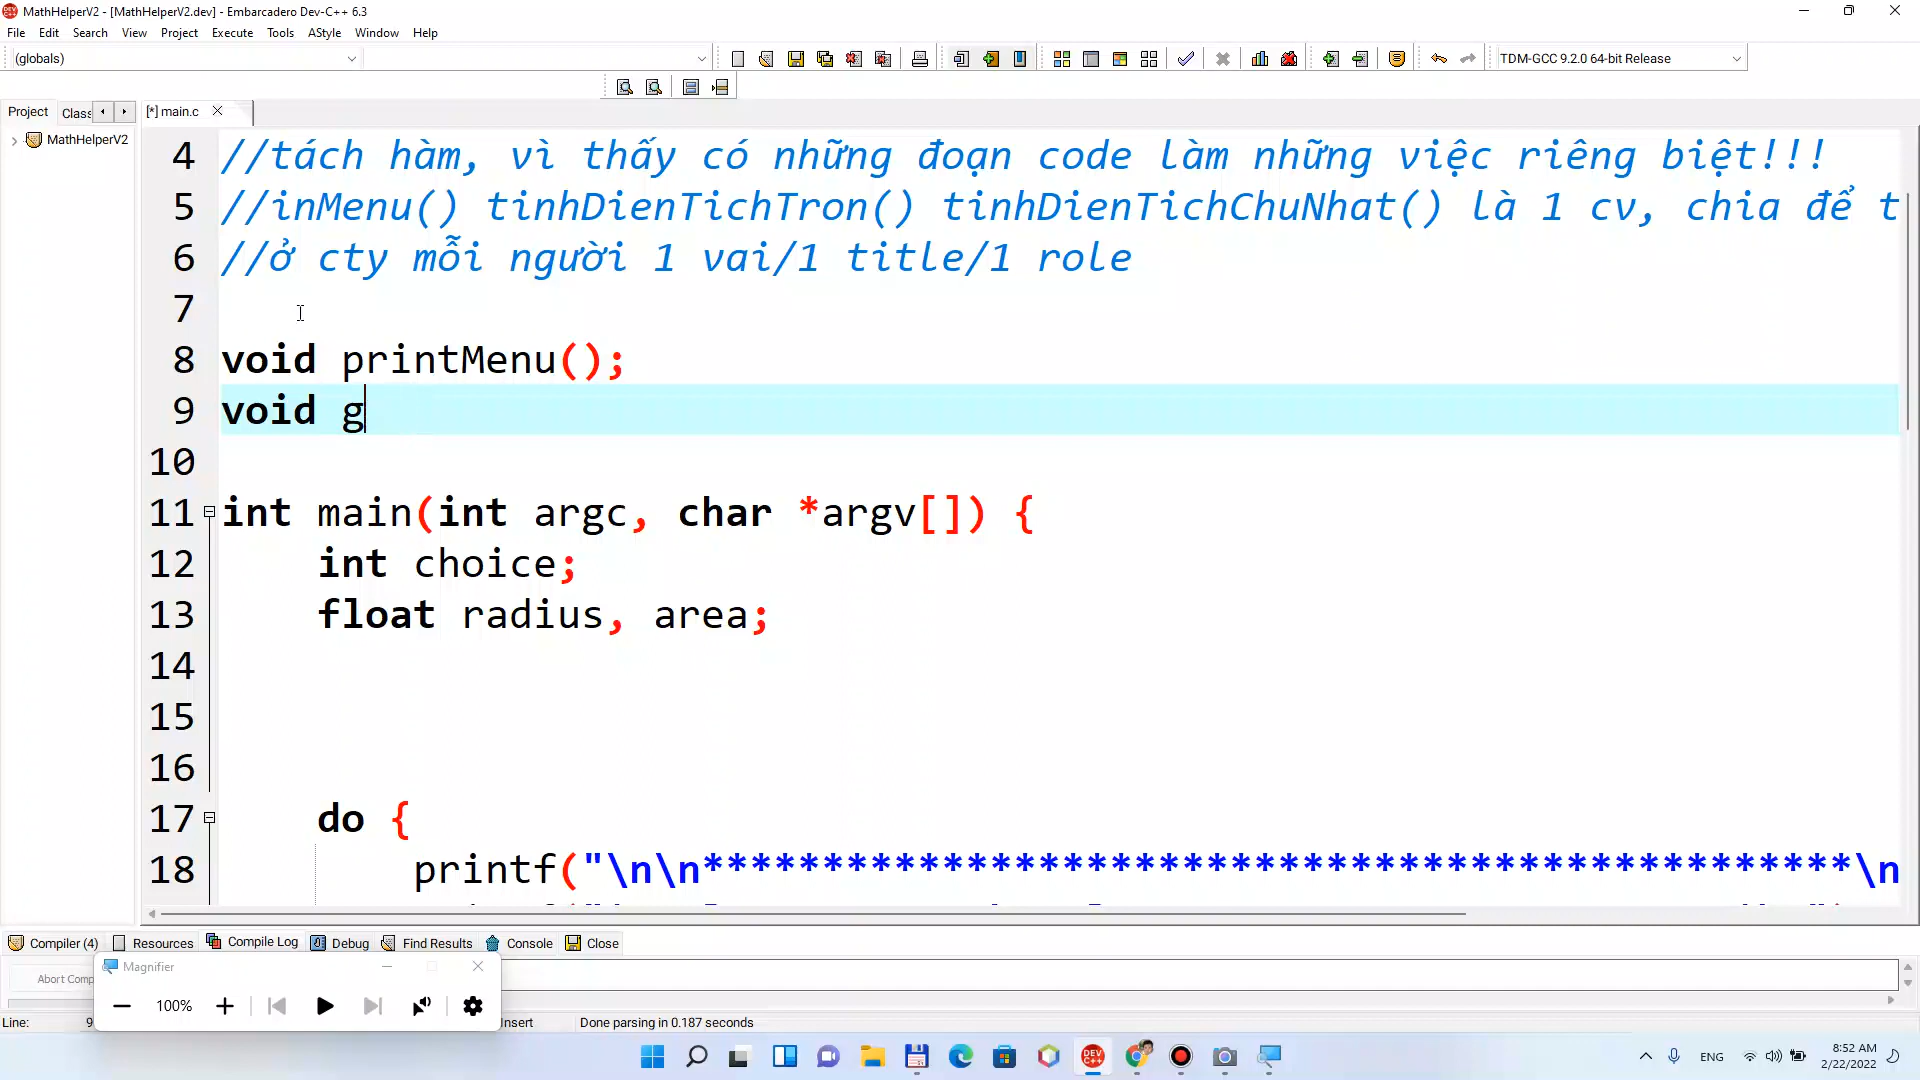 MathHelperV2 - [MathHelperV2.dev] - Embarcadero Dev-C++ 6.3
File Edit Search View Project Execute Tools AStyle Window Help
(globals)
TDM-GCC 9.2.0 64-bit Release
Project Class
[*] main.c
MathHelperV2
4 //tách hàm, vì thấy có những đoạn code làm những việc riêng biệt!!!
5 //inMenu() tinhDienTichTron() tinhDienTichChuNhat() là 1 cv, chia để t
6 //ở cty mỗi người 1 vai/1 title/1 role
7
8 void printMenu();
9 void g
10
11 int main(int argc, char *argv[]) {
12 int choice;
13 float radius, area;
14
15
16
17 do {
18 printf("\n\n************************************************\n
Compiler (4) Resources Compile Log Debug Find Results Console Close
Magnifier
Abort Comp
100%
Line: 9 Insert Done parsing in 0.187 seconds
DEV C++
ENG
8:52 AM
2/22/2022